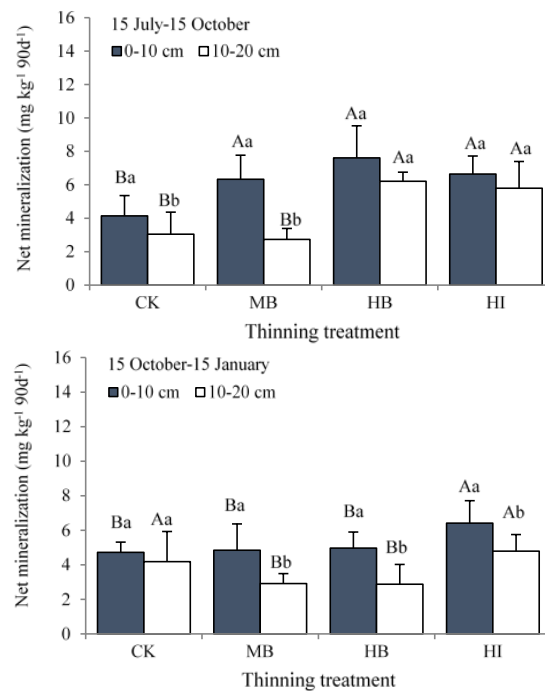 15 July-15 October
0-10 cm 10-20 cm
Net mineralization (mg kg⁻¹ 90d⁻¹)
16
14
12
10
8
6
4
2
0
Ba Bb Aa Bb Aa Aa Aa Aa
CK MB HB HI
Thinning treatment
15 October-15 January
0-10 cm 10-20 cm
Net mineralization (mg kg⁻¹ 90d⁻¹)
16
14
12
10
8
6
4
2
0
Ba Aa Ba Bb Ba Bb Aa Ab
CK MB HB HI
Thinning treatment